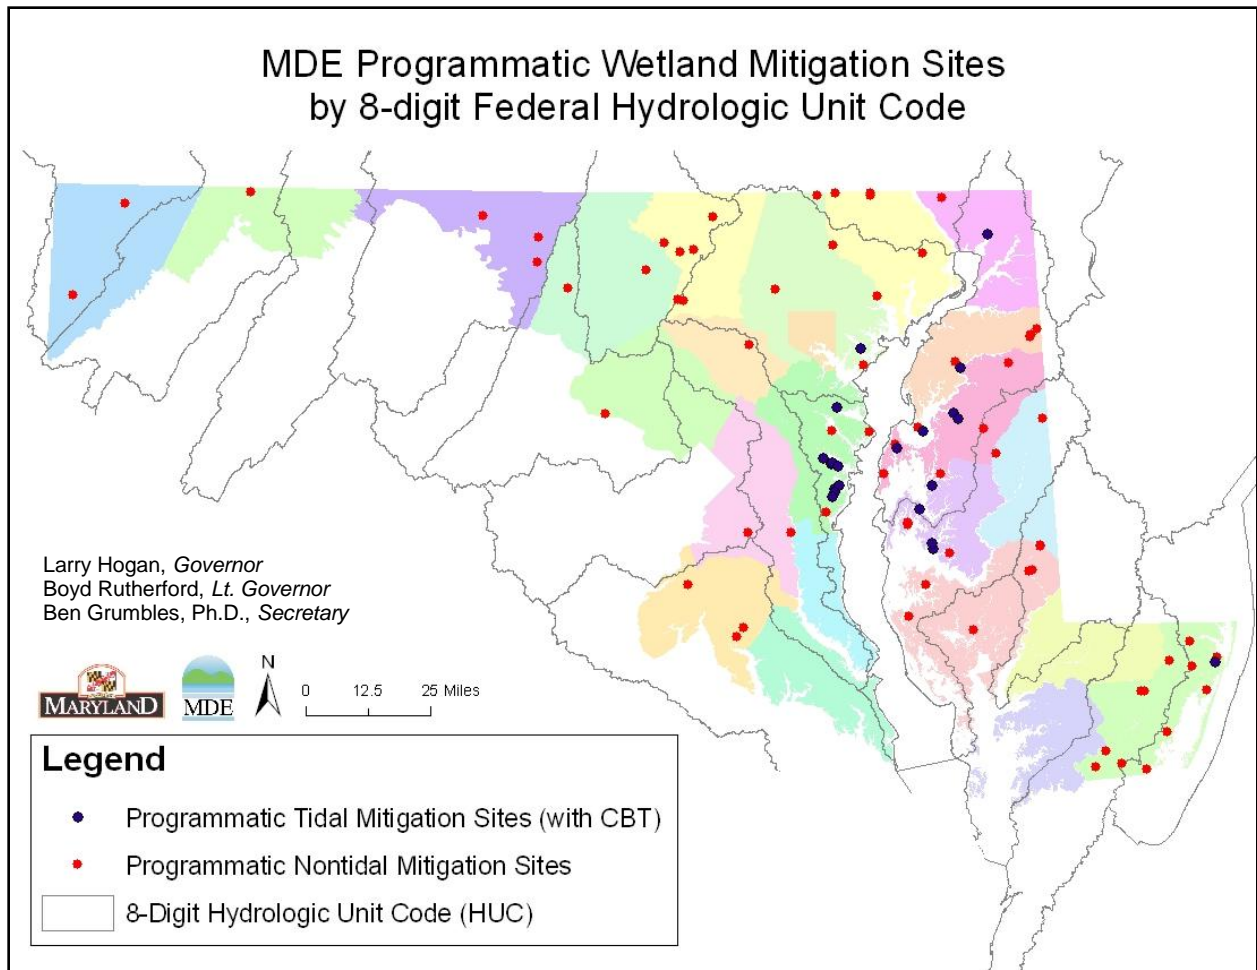 MDE Programmatic Wetland Mitigation Sites
by 8-digit Federal Hydrologic Unit Code
Larry Hogan, Governor
Boyd Rutherford, Lt. Governor
Ben Grumbles, Ph.D., Secretary
MARYLAND
MDE
N
0 12.5 25 Miles
Legend
Programmatic Tidal Mitigation Sites (with CBT)
Programmatic Nontidal Mitigation Sites
8-Digit Hydrologic Unit Code (HUC)